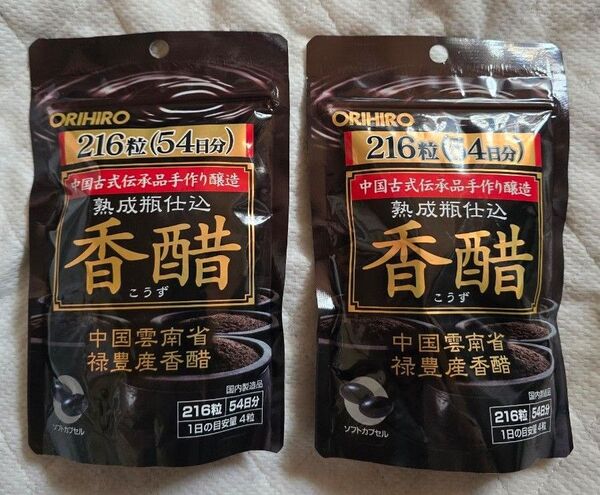 ORIHIRO
216粒(54日分)
中国古式伝承品手作り醸造
熟成瓶仕込
香醋
こうず
中国雲南省
禄豊産香醋
国内製造品
216粒 54日分
1日の目安量 4粒
ソフトカプセル
ORIHIRO
216粒(54日分)
中国古式伝承品手作り醸造
熟成瓶仕込
香醋
こうず
中国雲南省
禄豊産香醋
国内製造品
216粒 54日分
1日の目安量 4粒
ソフトカプセル